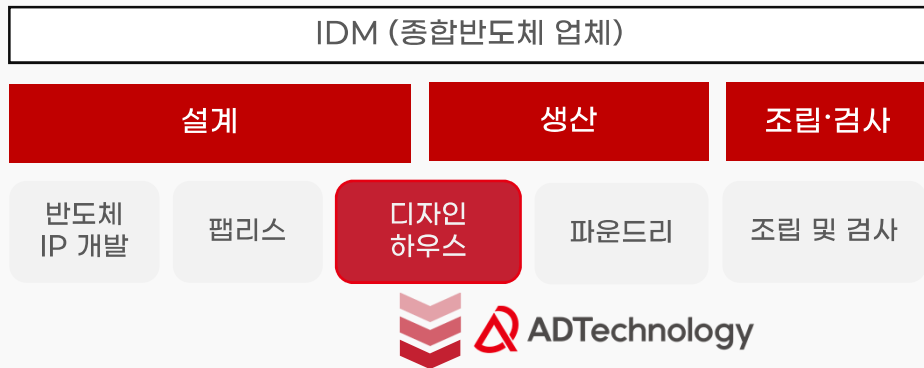 IDM (종합반도체 업체)
설계
생산
조립·검사
반도체
IP 개발
팹리스
디자인
하우스
파운드리
조립 및 검사
ADTechnology